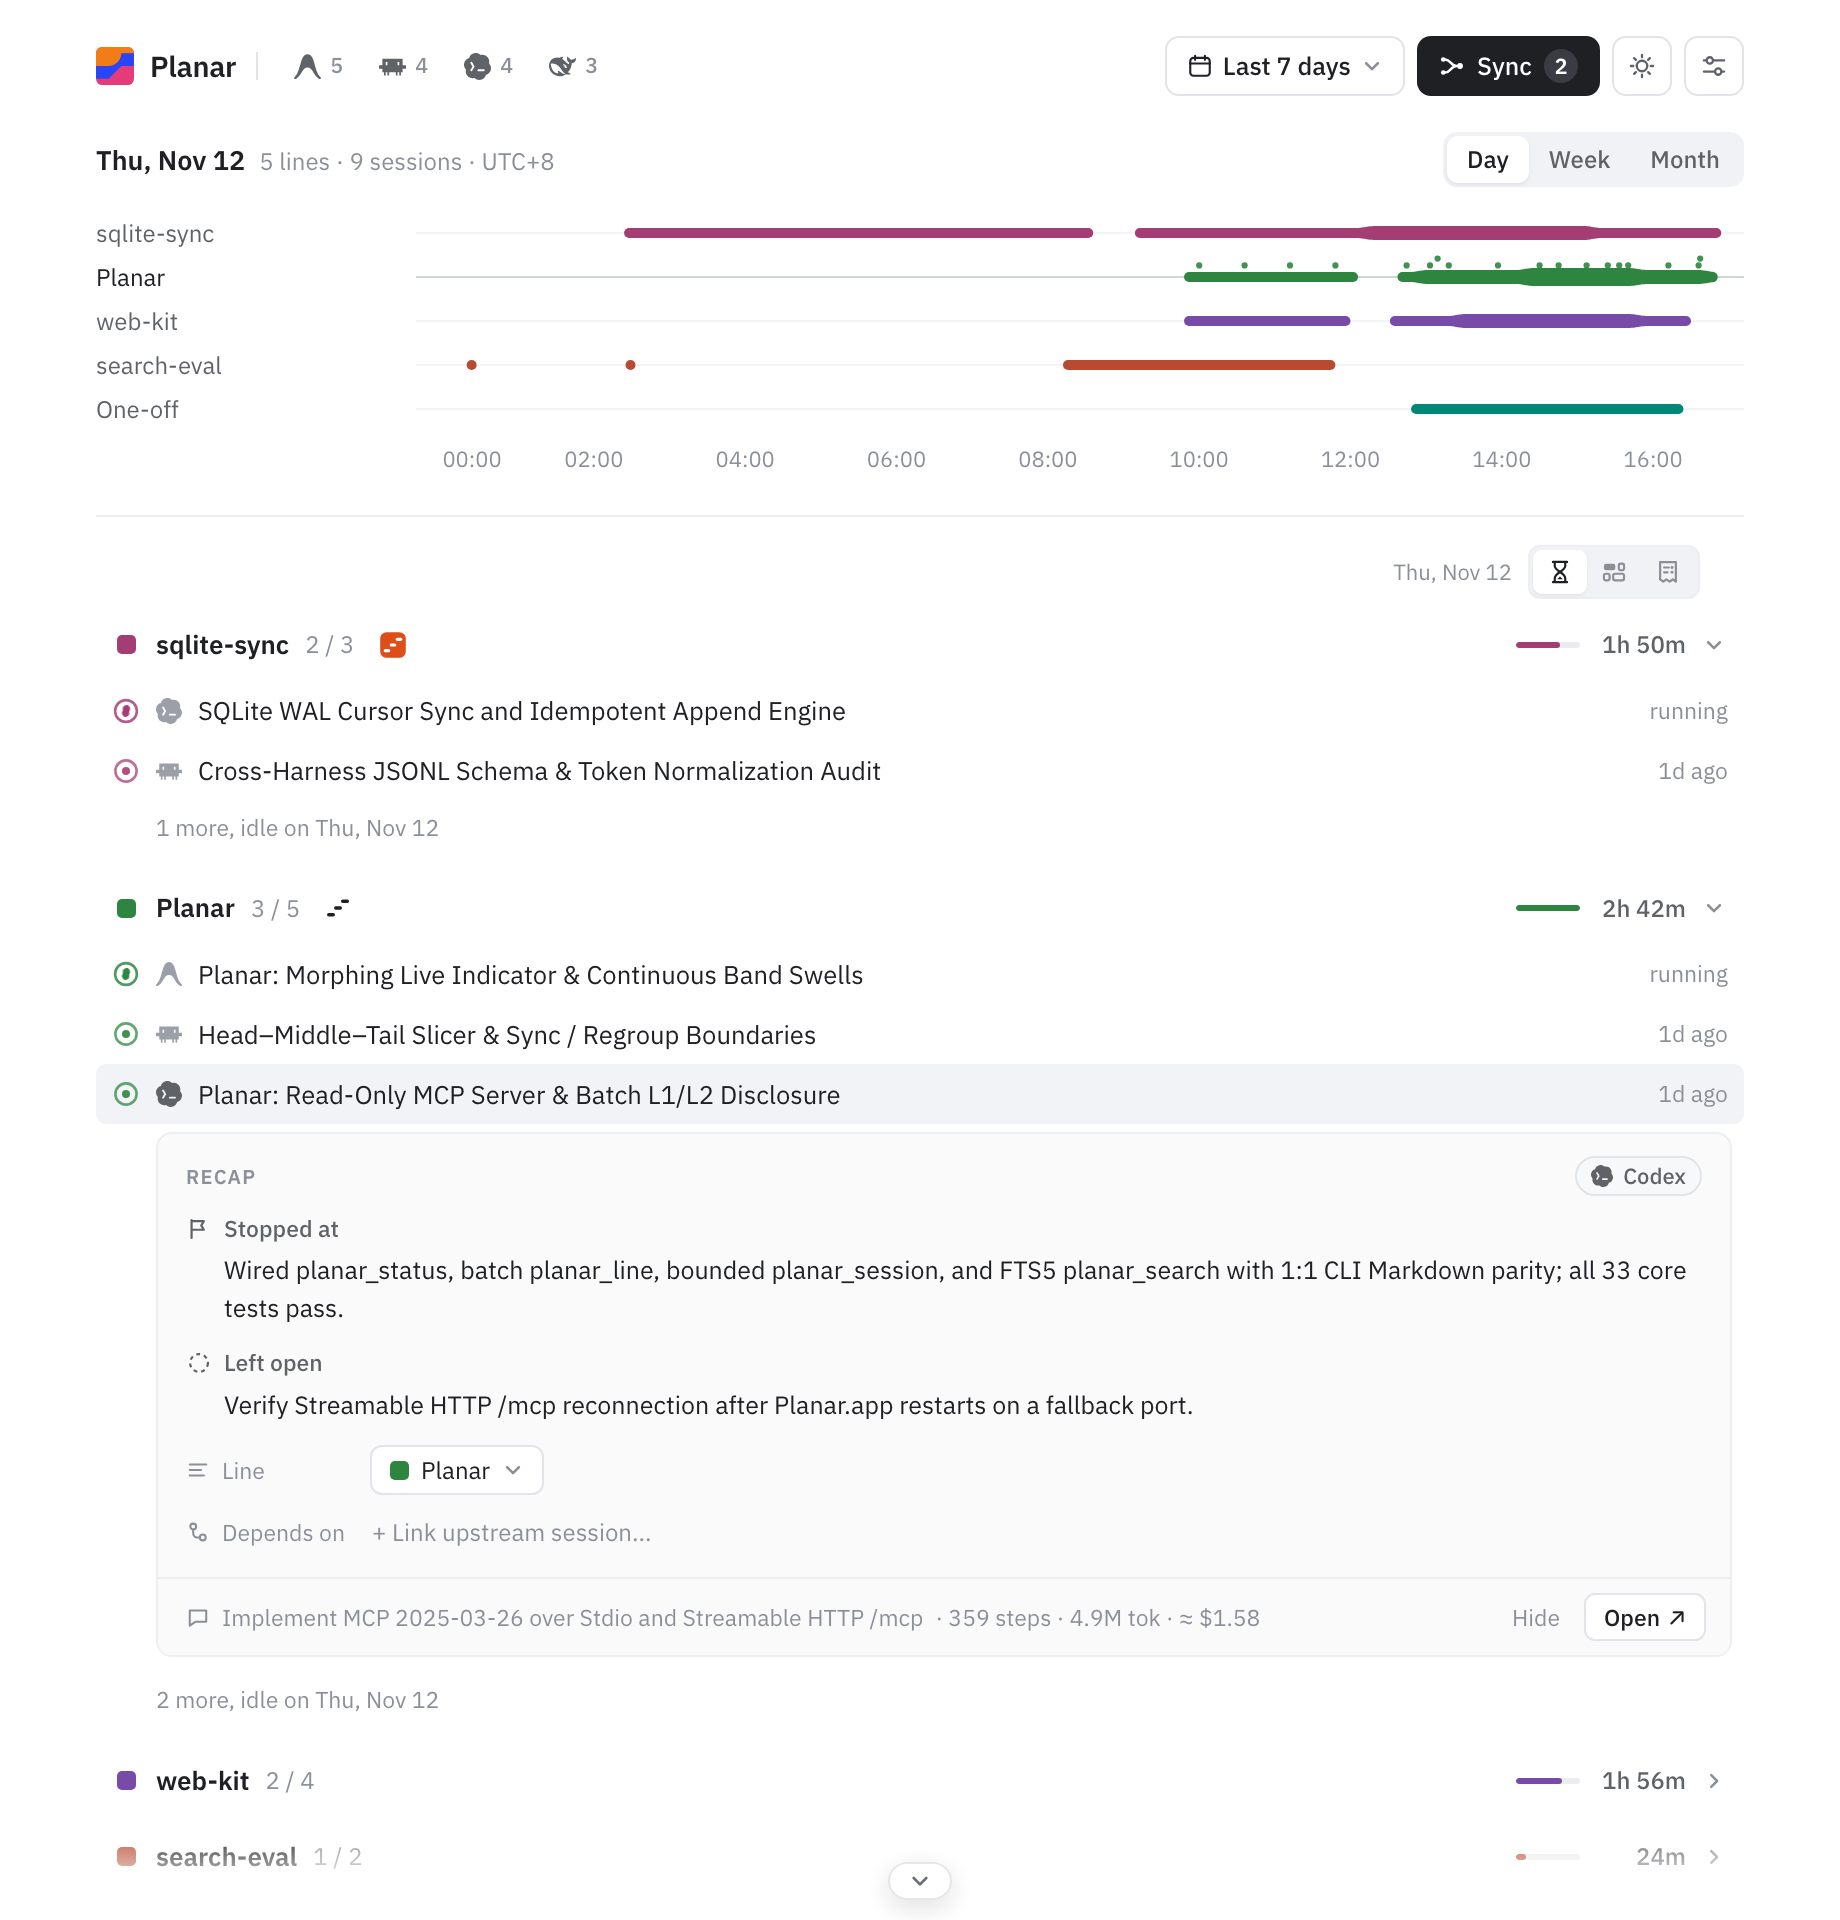 Planar 5 4 4 3 Last 7 days Sync 2
Thu, Nov 12 5 lines · 9 sessions · UTC+8 Day Week Month
sqlite-sync
Planar
web-kit
search-eval
One-off
00:00 02:00 04:00 06:00 08:00 10:00 12:00 14:00 16:00
Thu, Nov 12
sqlite-sync 2 / 3 1h 50m
SQLite WAL Cursor Sync and Idempotent Append Engine running
Cross-Harness JSONL Schema & Token Normalization Audit 1d ago
1 more, idle on Thu, Nov 12
Planar 3 / 5 2h 42m
Planar: Morphing Live Indicator & Continuous Band Swells running
Head–Middle–Tail Slicer & Sync / Regroup Boundaries 1d ago
Planar: Read-Only MCP Server & Batch L1/L2 Disclosure 1d ago
RECAP Codex
Stopped at
Wired planar_status, batch planar_line, bounded planar_session, and FTS5 planar_search with 1:1 CLI Markdown parity; all 33 core
tests pass.
Left open
Verify Streamable HTTP /mcp reconnection after Planar.app restarts on a fallback port.
Line Planar
Depends on + Link upstream session...
Implement MCP 2025-03-26 over Stdio and Streamable HTTP /mcp · 359 steps · 4.9M tok · ≈ $1.58 Hide Open ↗
2 more, idle on Thu, Nov 12
web-kit 2 / 4 1h 56m
search-eval 1 / 2 24m